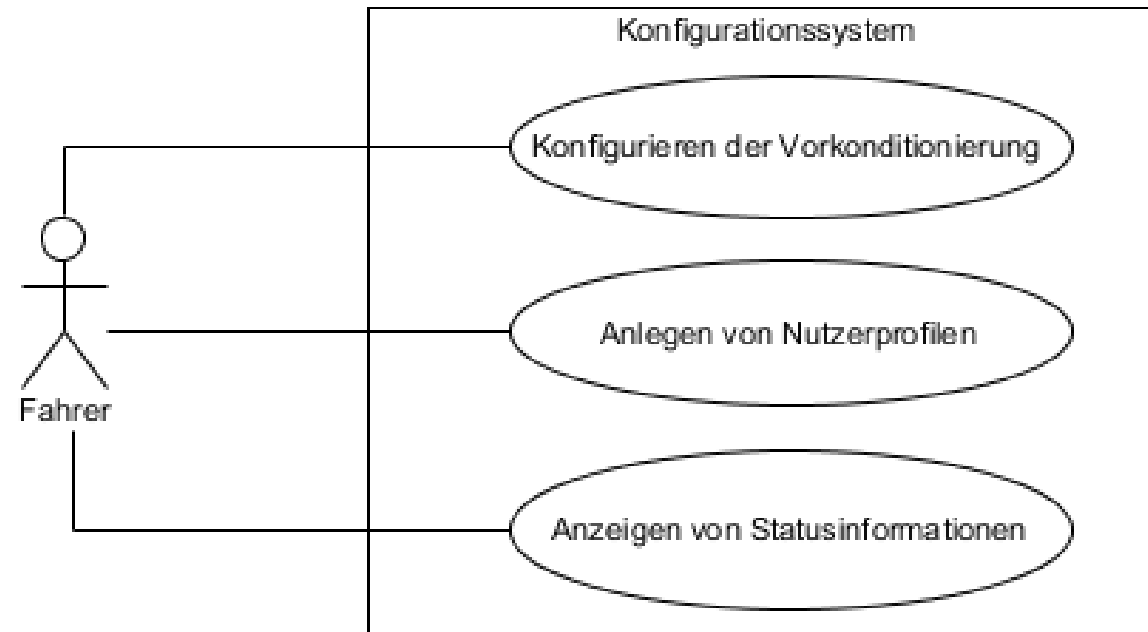 Konfigurationssystem
Konfigurieren der Vorkonditionierung
Anlegen von Nutzerprofilen
Fahrer
Anzeigen von Statusinformationen